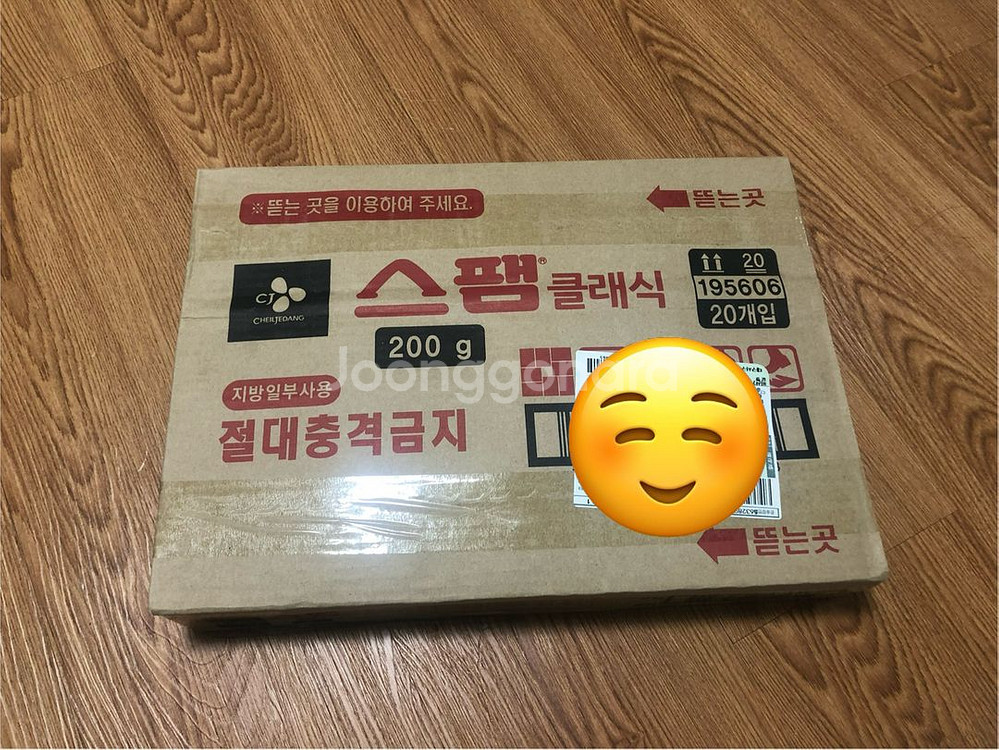 ※뜯는 곳을 이용하여 주세요.
뜯는곳
CJ
CHEILJEDANG
스팸® 클래식
20
195606
20개입
200 g
Joonggonara
지방일부사용
절대충격금지
뜯는곳